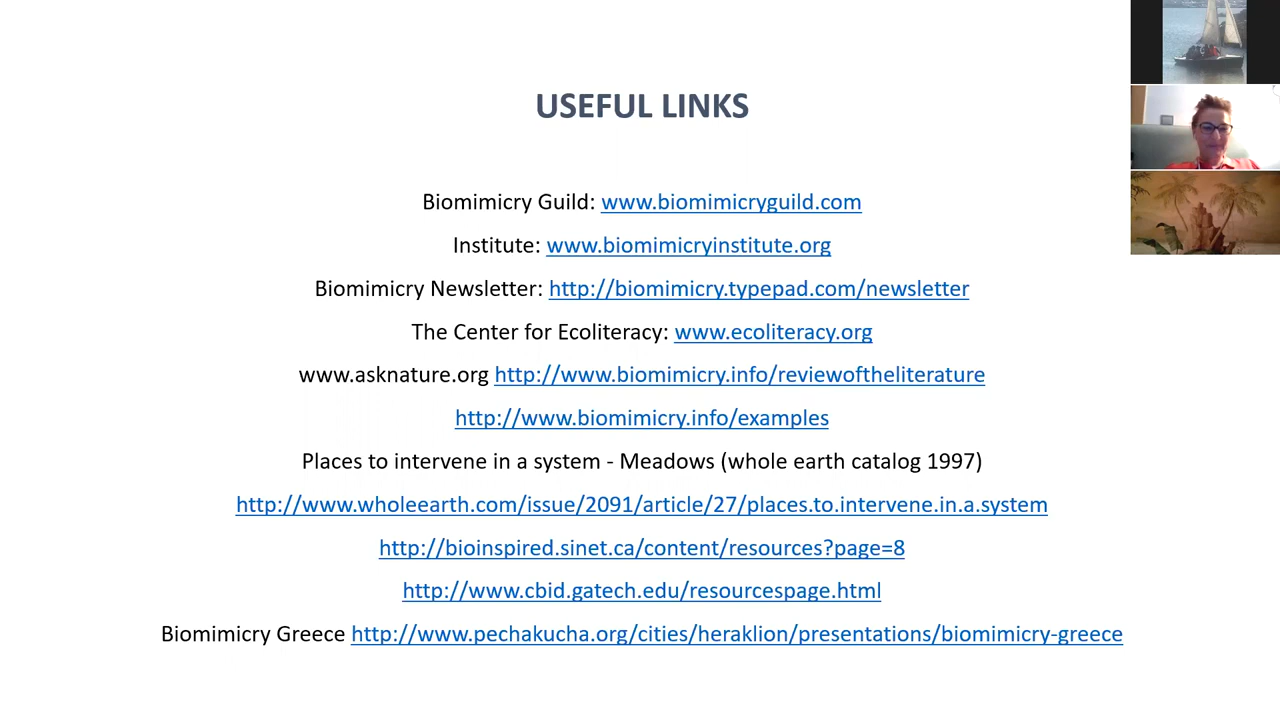 USEFUL LINKS
Biomimicry Guild: www.biomimicryguild.com
Institute: www.biomimicryinstitute.org
Biomimicry Newsletter: http://biomimicry.typepad.com/newsletter
The Center for Ecoliteracy: www.ecoliteracy.org
www.asknature.org http://www.biomimicry.info/reviewoftheliterature
http://www.biomimicry.info/examples
Places to intervene in a system - Meadows (whole earth catalog 1997)
http://www.wholeearth.com/issue/2091/article/27/places.to.intervene.in.a.system
http://bioinspired.sinet.ca/content/resources?page=8
http://www.cbid.gatech.edu/resourcespage.html
Biomimicry Greece http://www.pechakucha.org/cities/heraklion/presentations/biomimicry-greece